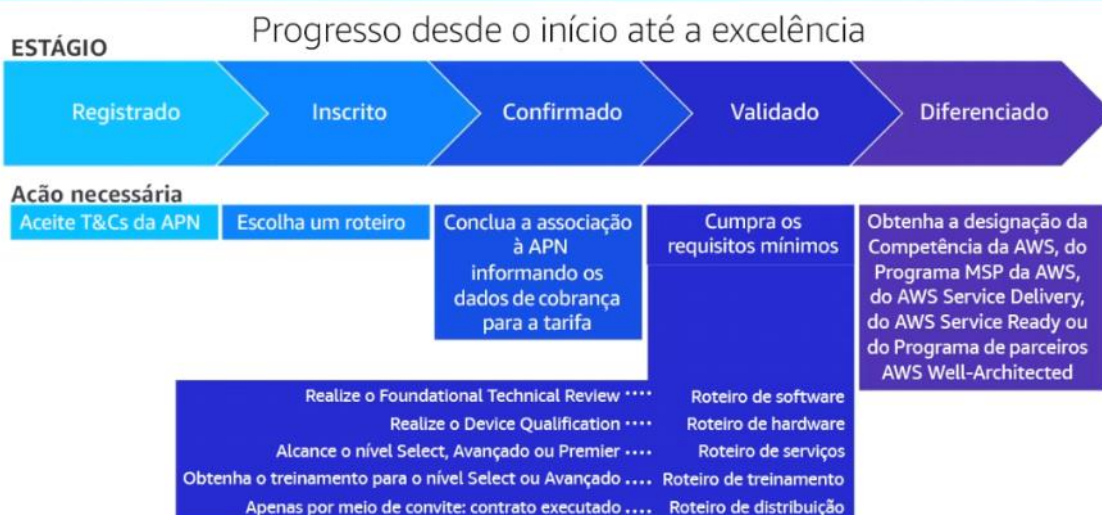 Progresso desde o início até a excelência
ESTÁGIO
Registrado
Inscrito
Confirmado
Validado
Diferenciado
Acão necessária
Aceite T&Cs da APN
Escolha um roteiro
Conclua a associação
à APN
informando os
dados de cobrança
para a tarifa
Cumpra os
requisitos mínimos
Obtenha a designação da
Competência da AWS, do
Programa MSP da AWS,
do AWS Service Delivery,
do AWS Service Ready ou
do Programa de parceiros
AWS Well-Architected
Realize o Foundational Technical Review .... Roteiro de software
Realize o Device Qualification .... Roteiro de hardware
Alcance o nível Select, Avançado ou Premier .... Roteiro de serviços
Obtenha o treinamento para o nível Select ou Avançado .... Roteiro de treinamento
Apenas por meio de convite: contrato executado .... Roteiro de distribuição